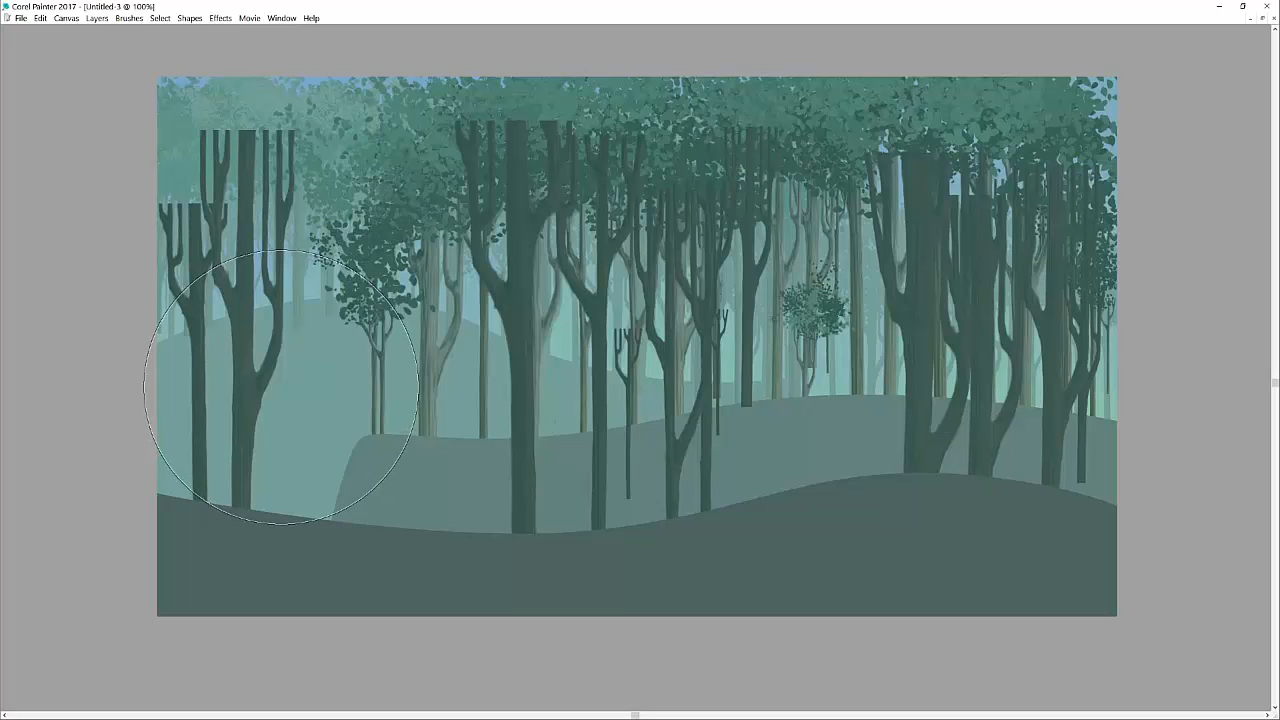 Corel Painter 2017 - [Untitled-3 @ 100%]
File Edit Canvas Layers Brushes Select Shapes Effects Movie Window Help